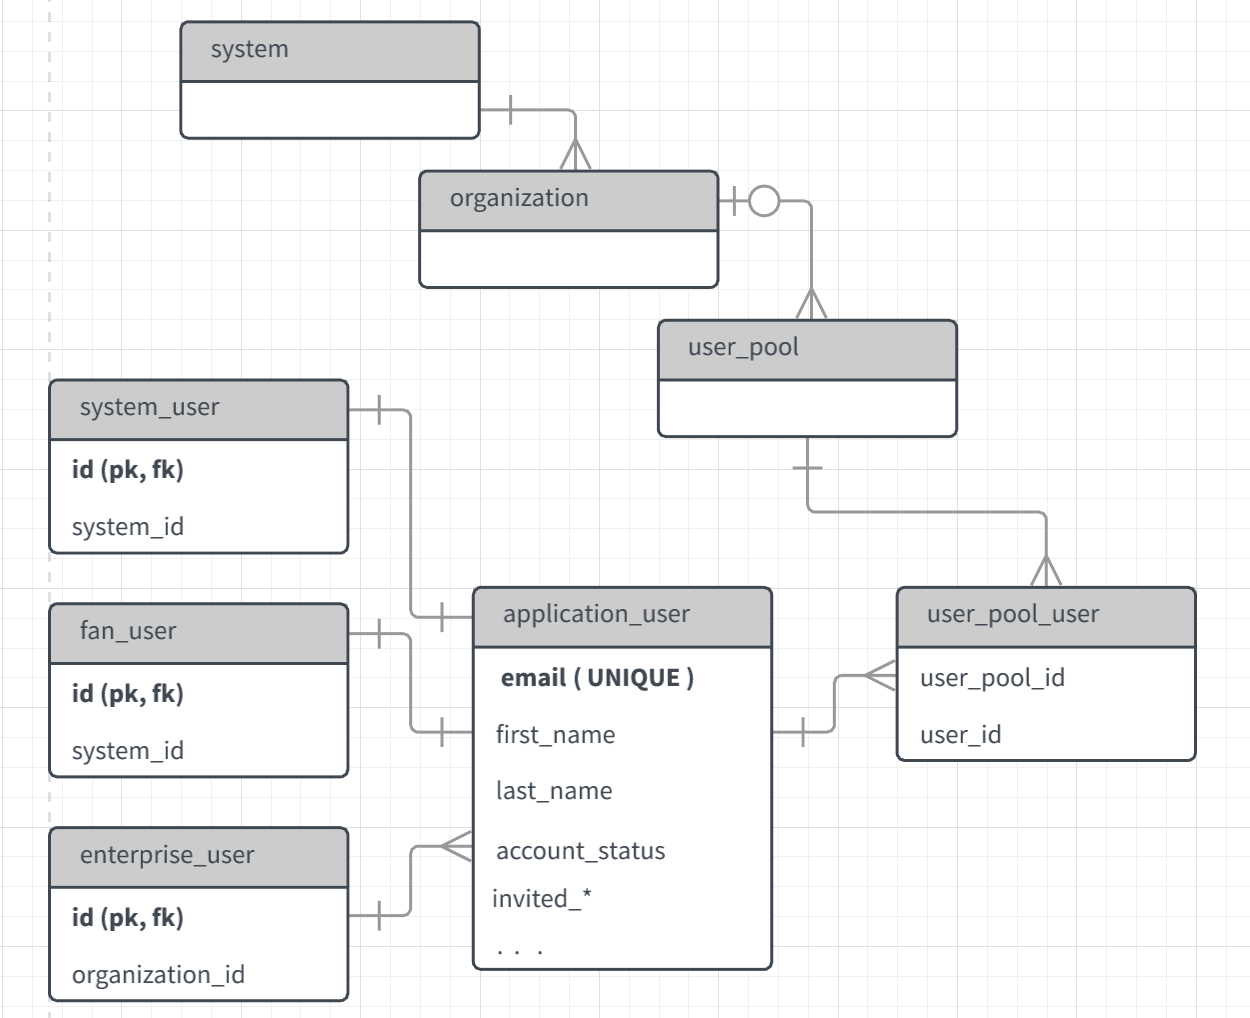 system
organization
user_pool
system_user
id (pk, fk)
system_id
fan_user
id (pk, fk)
system_id
enterprise_user
id (pk, fk)
organization_id
application_user
email ( UNIQUE )
first_name
last_name
account_status
invited_*
. . .
user_pool_user
user_pool_id
user_id